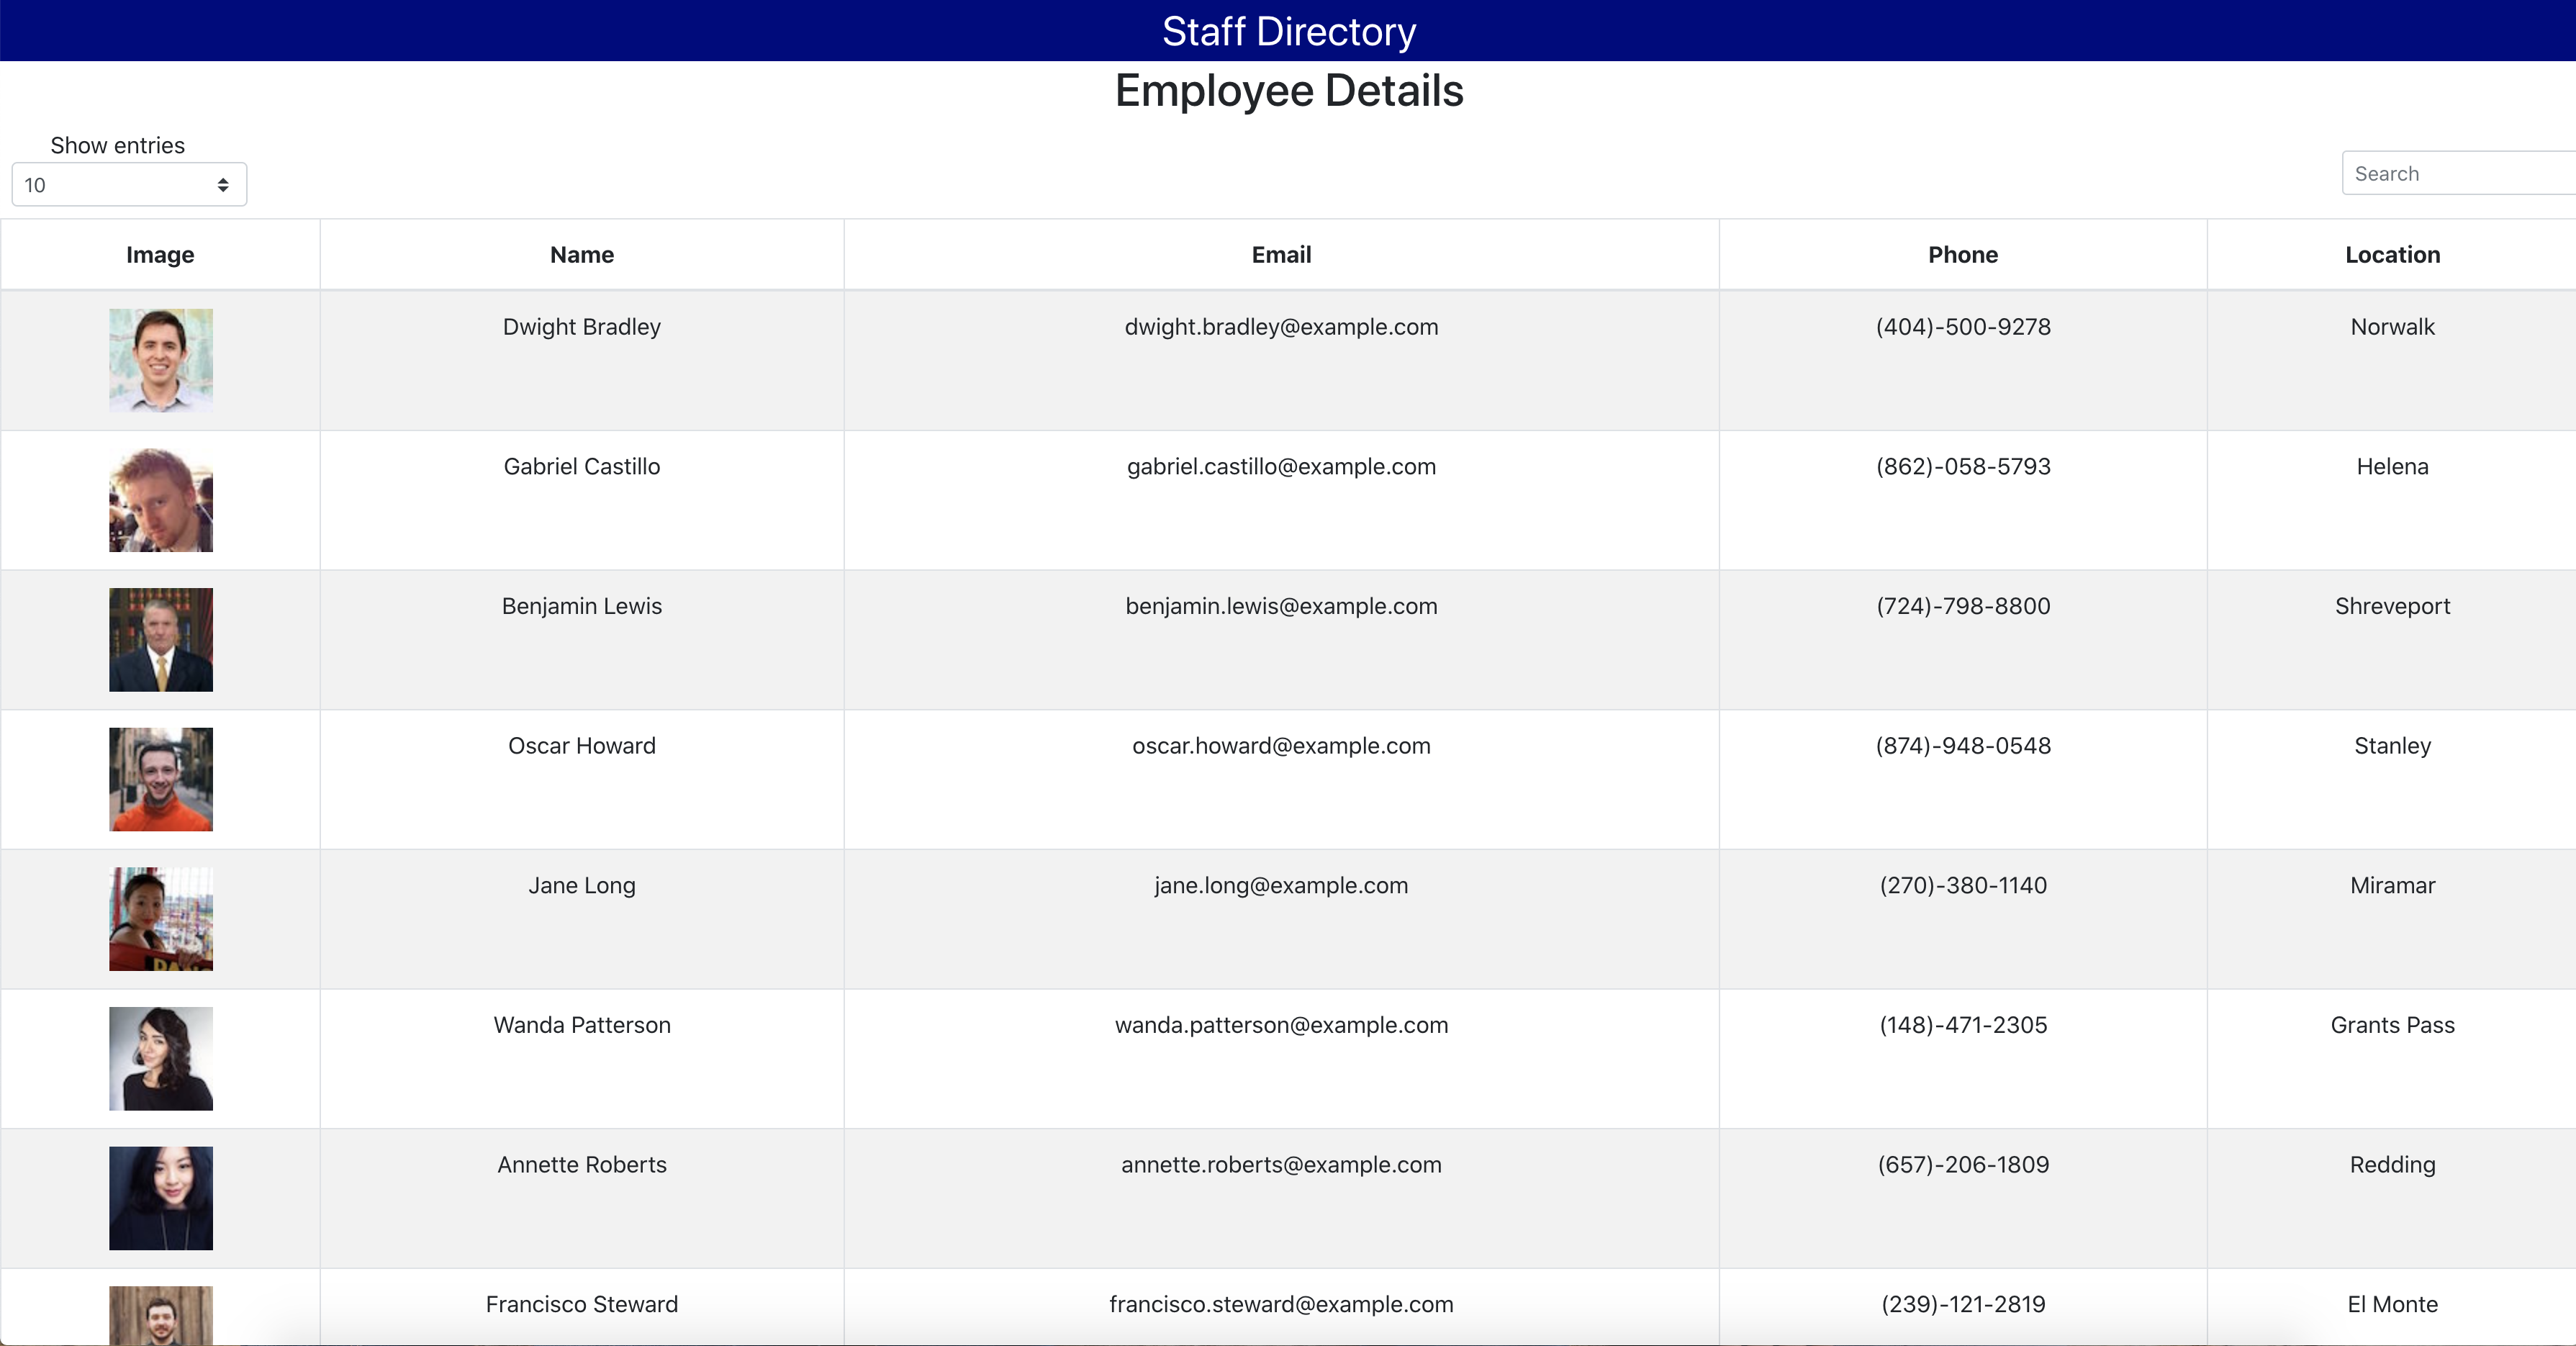 Staff Directory
Employee Details
Show entries
10
Search
Image Name Email Phone Location
Dwight Bradley dwight.bradley@example.com (404)-500-9278 Norwalk
Gabriel Castillo gabriel.castillo@example.com (862)-058-5793 Helena
Benjamin Lewis benjamin.lewis@example.com (724)-798-8800 Shreveport
Oscar Howard oscar.howard@example.com (874)-948-0548 Stanley
Jane Long jane.long@example.com (270)-380-1140 Miramar
Wanda Patterson wanda.patterson@example.com (148)-471-2305 Grants Pass
Annette Roberts annette.roberts@example.com (657)-206-1809 Redding
Francisco Steward francisco.steward@example.com (239)-121-2819 El Monte